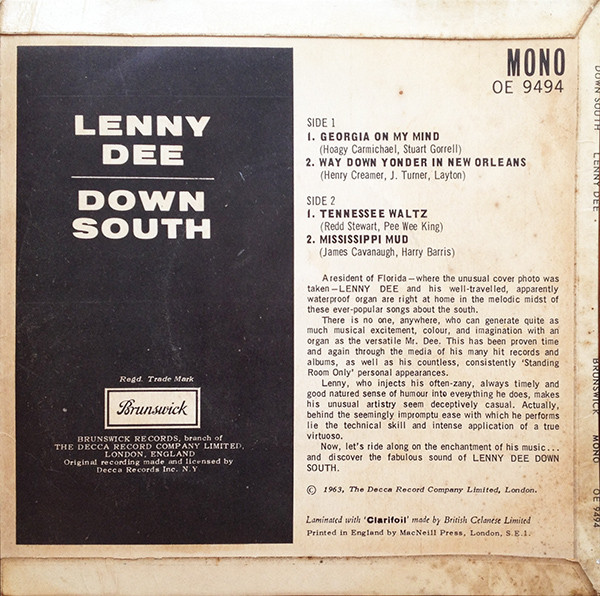 LENNY
DEE
DOWN
SOUTH
Regd. Trade Mark
Brunswick
BRUNSWICK RECORDS, branch of
THE DECCA RECORD COMPANY LIMITED,
LONDON, ENGLAND
Original recording made and licensed by
Decca Records Inc. N.Y
MONO
OE 9494
SIDE 1
1. GEORGIA ON MY MIND
(Hoagy Carmichael, Stuart Gorrell)
2. WAY DOWN YONDER IN NEW ORLEANS
(Henry Creamer, J. Turner, Layton)
SIDE 2
1. TENNESSEE WALTZ
(Redd Stewart, Pee Wee King)
2. MISSISSIPPI MUD
(James Cavanaugh, Harry Barris)
A resident of Florida—where the unusual cover photo was
taken—LENNY DEE and his well-travelled, apparently
waterproof organ are right at home in the melodic midst of
these ever-popular songs about the south.
There is no one, anywhere, who can generate quite as
much musical excitement, colour, and imagination with an
organ as the versatile Mr. Dee. This has been proven time
and again through the media of his many hit records and
albums, as well as his countless, consistently 'Standing
Room Only' personal appearances.
Lenny, who injects his often-zany, always timely and
good natured sense of humour into everything he does, makes
his unusual artistry seem deceptively casual. Actually,
behind the seemingly impromptu ease with which he performs
lie the technical skill and intense application of a true
virtuoso.
Now, let's ride along on the enchantment of his music...
and discover the fabulous sound of LENNY DEE DOWN
SOUTH.
© 1963, The Decca Record Company Limited, London.
Laminated with 'Clarifoil' made by British Celanese Limited
Printed in England by MacNeill Press, London, S.E.1.
DOWN SOUTH · LENNY DEE · BRUNSWICK MONO OE 9494